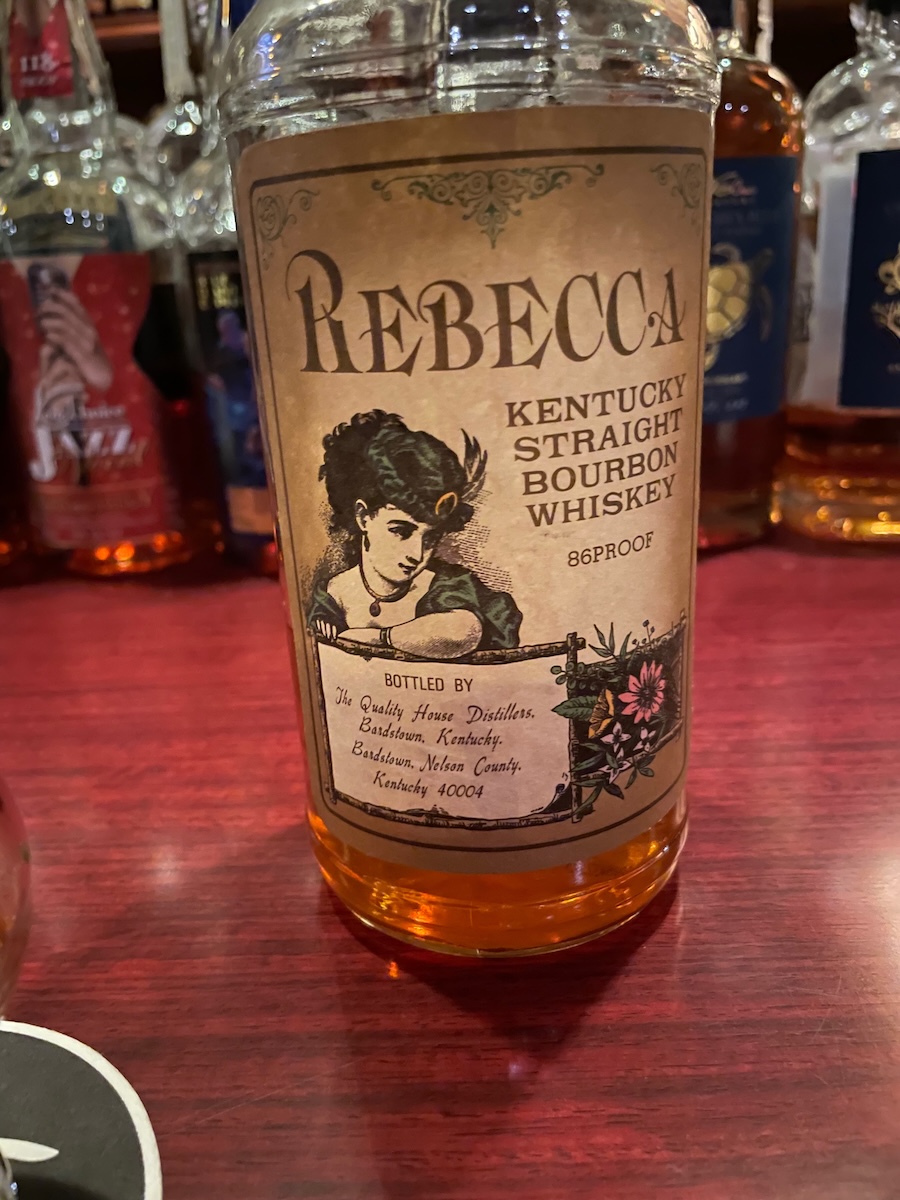 REBECCA
KENTUCKY
STRAIGHT
BOURBON
WHISKEY
86PROOF
BOTTLED BY
The Quality House Distillers.
Bardstown, Kentucky.
Bardstown, Nelson County.
Kentucky 40004
JAZZ